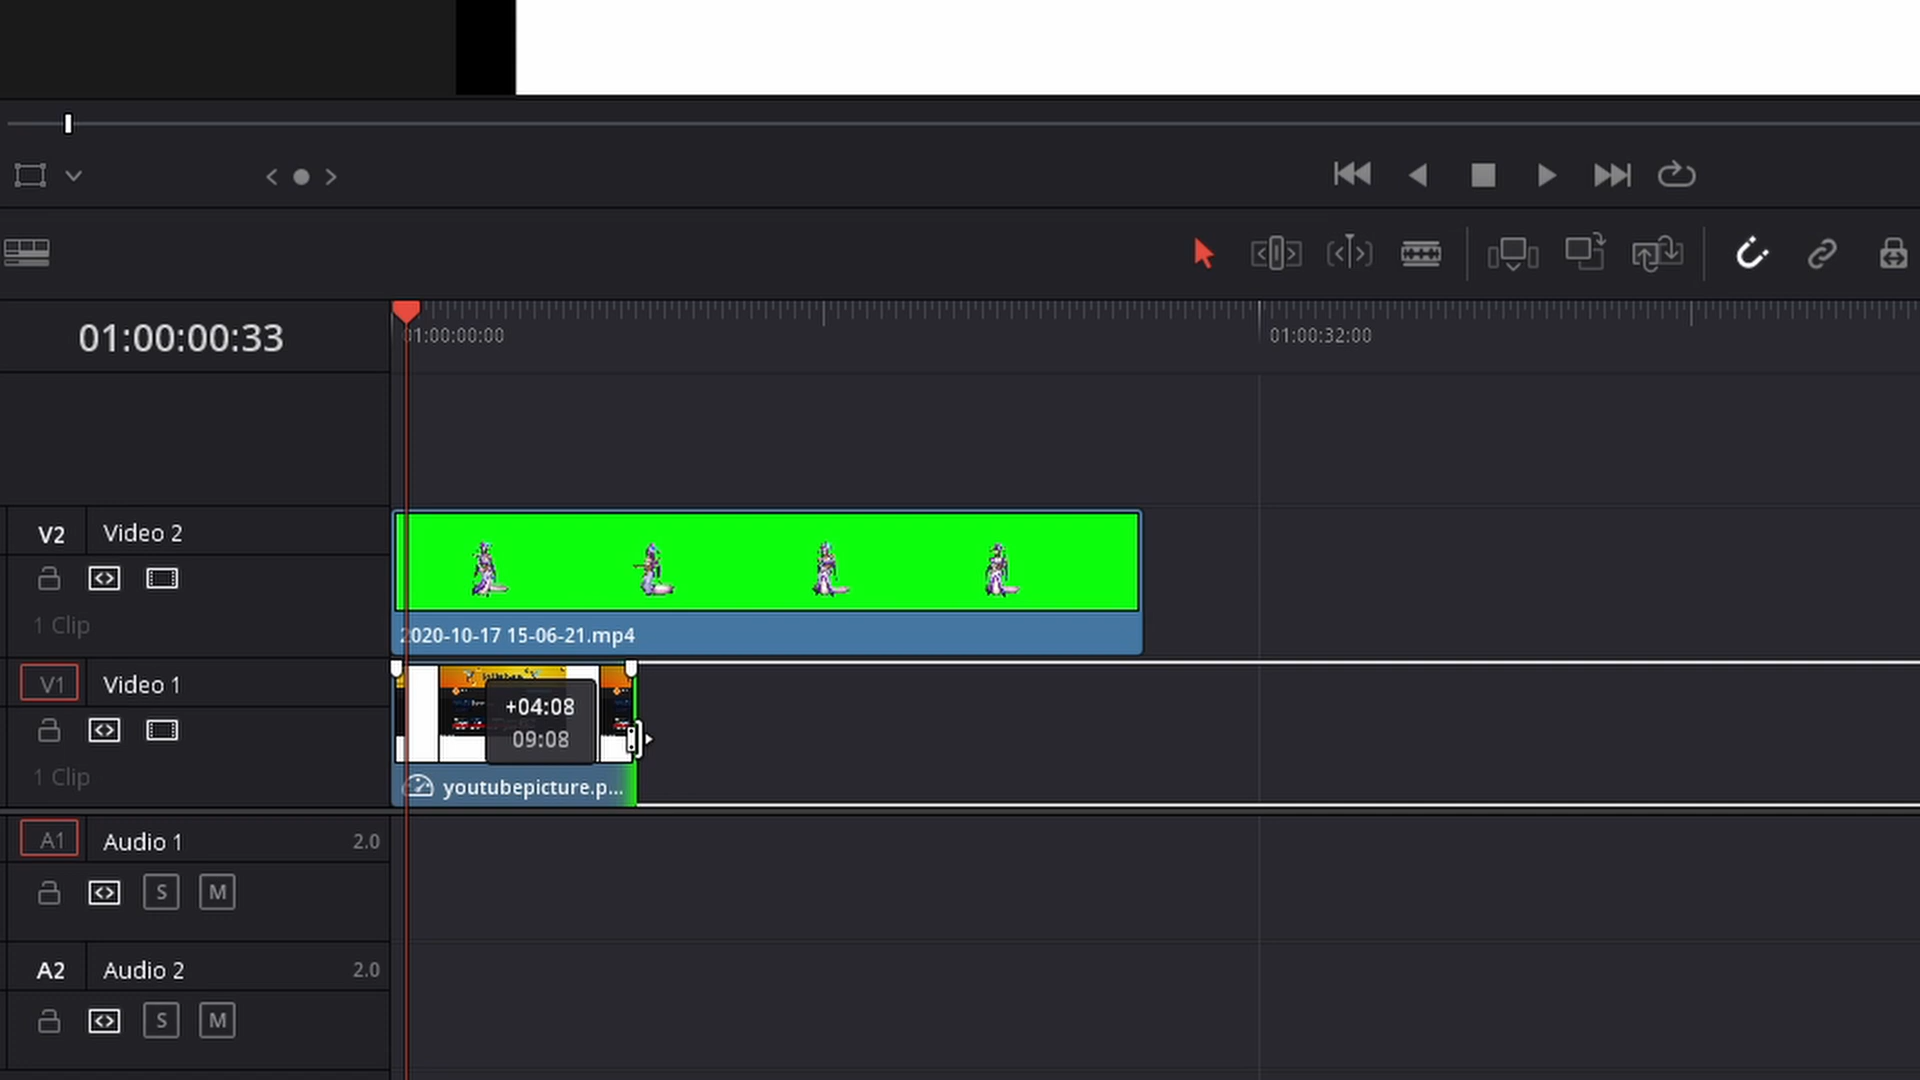 01:00:00:33
01:00:00:00
01:00:32:00
V2
Video 2
1 Clip
2020-10-17 15-06-21.mp4
V1
Video 1
1 Clip
+04:08
09:08
youtubepicture.p...
A1
Audio 1
2.0
S
M
A2
Audio 2
2.0
S
M